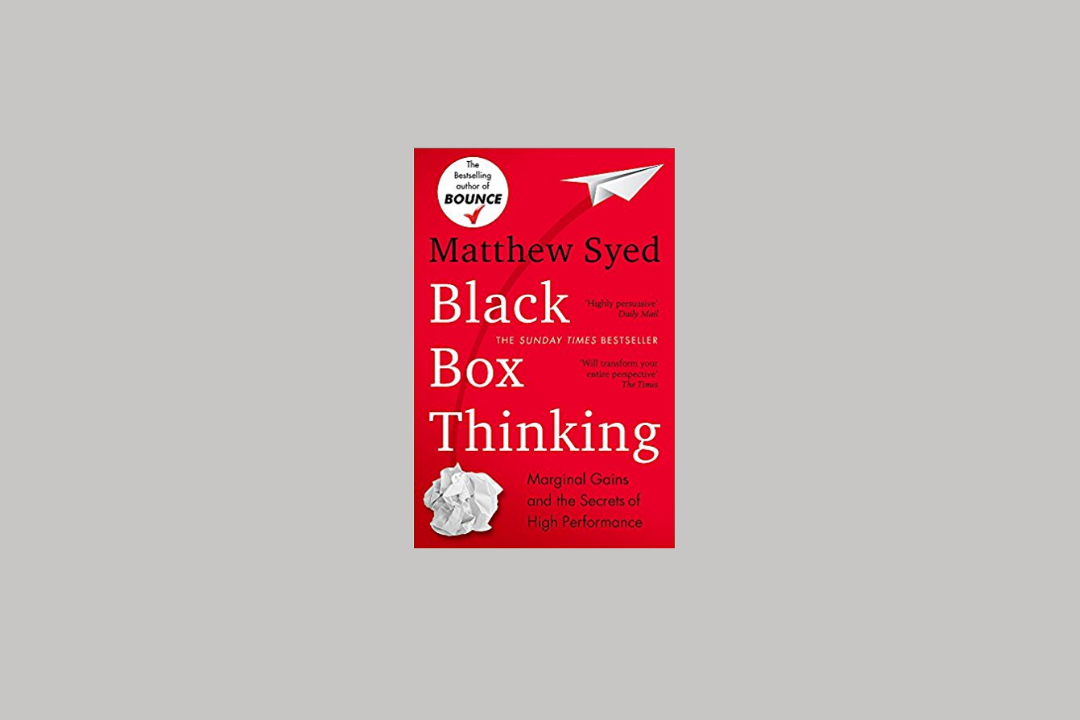 The
Bestselling
author of
BOUNCE
Matthew Syed
Black
'Highly persuasive'
Daily Mail
THE SUNDAY TIMES BESTSELLER
Box
'Will transform your
entire perspective'
The Times
Thinking
Marginal Gains
and the Secrets of
High Performance